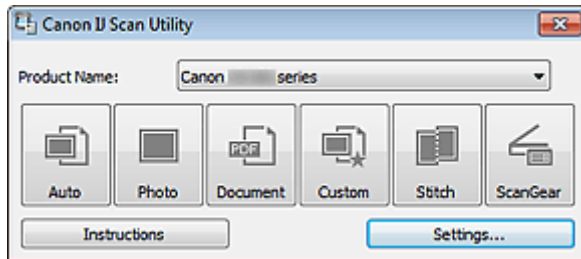 Canon IJ Scan Utility
Product Name: Canon series
Auto Photo PDF Document Custom Stitch ScanGear
Instructions Settings...